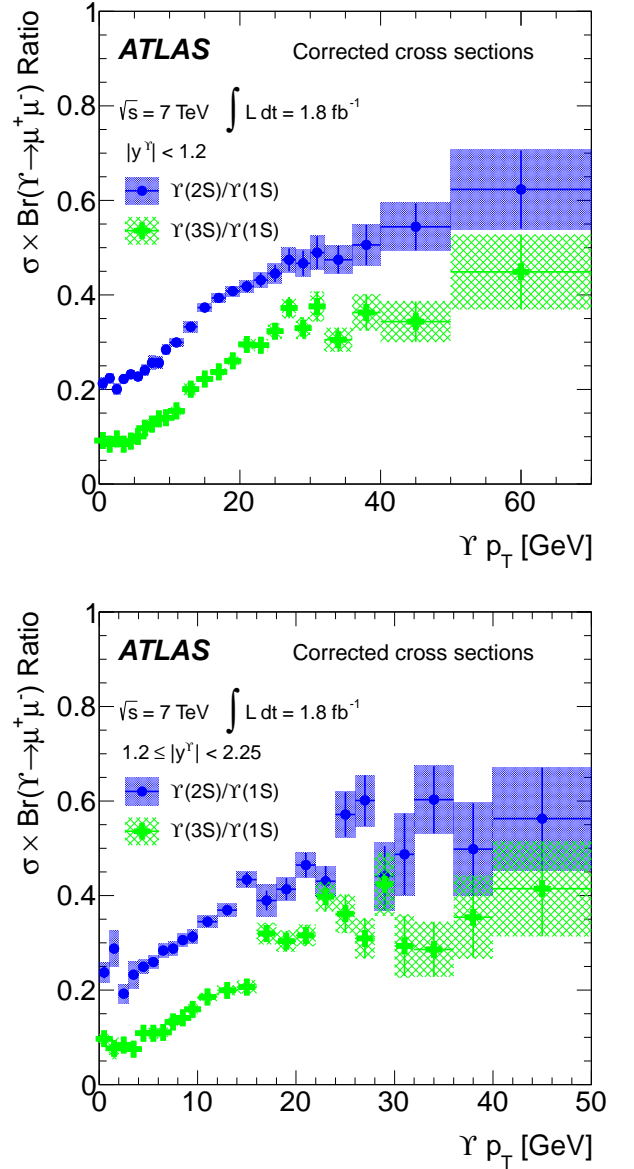 σ × Br(ϒ→μ⁺μ⁻) Ratio
1
0.8
0.6
0.4
0.2
0
ATLAS Corrected cross sections
√s = 7 TeV ∫ L dt = 1.8 fb⁻¹
|y^ϒ| < 1.2
ϒ(2S)/ϒ(1S)
ϒ(3S)/ϒ(1S)
0 20 40 60
ϒ p_T [GeV]
σ × Br(ϒ→μ⁺μ⁻) Ratio
1
0.8
0.6
0.4
0.2
0
ATLAS Corrected cross sections
√s = 7 TeV ∫ L dt = 1.8 fb⁻¹
1.2 ≤ |y^ϒ| < 2.25
ϒ(2S)/ϒ(1S)
ϒ(3S)/ϒ(1S)
0 10 20 30 40 50
ϒ p_T [GeV]